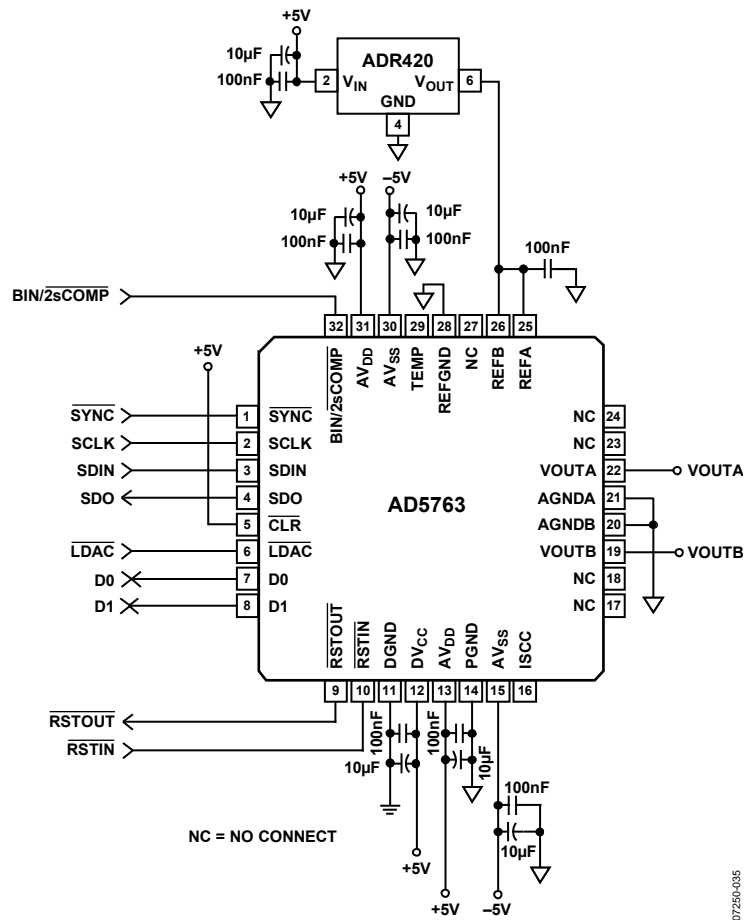 +5V
10µF
100nF
ADR420
2
VIN
VOUT
6
GND
4
+5V
–5V
10µF
100nF
10µF
100nF
100nF
BIN/2sCOMP
32
31
30
29
28
27
26
25
BIN/2sCOMP
AVDD
AVSS
TEMP
REFGND
NC
REFB
REFA
+5V
SYNC
1
SYNC
SCLK
2
SCLK
SDIN
3
SDIN
SDO
4
SDO
5
CLR
LDAC
6
LDAC
D0
7
D0
D1
8
D1
AD5763
NC
24
NC
23
VOUTA
22
VOUTA
AGNDA
21
AGNDB
20
VOUTB
19
VOUTB
NC
18
NC
17
RSTOUT
RSTIN
DGND
DVCC
AVDD
PGND
AVSS
ISCC
9
10
11
12
13
14
15
16
RSTOUT
RSTIN
100nF
10µF
100nF
10µF
100nF
10µF
NC = NO CONNECT
+5V
+5V
–5V
07250-035